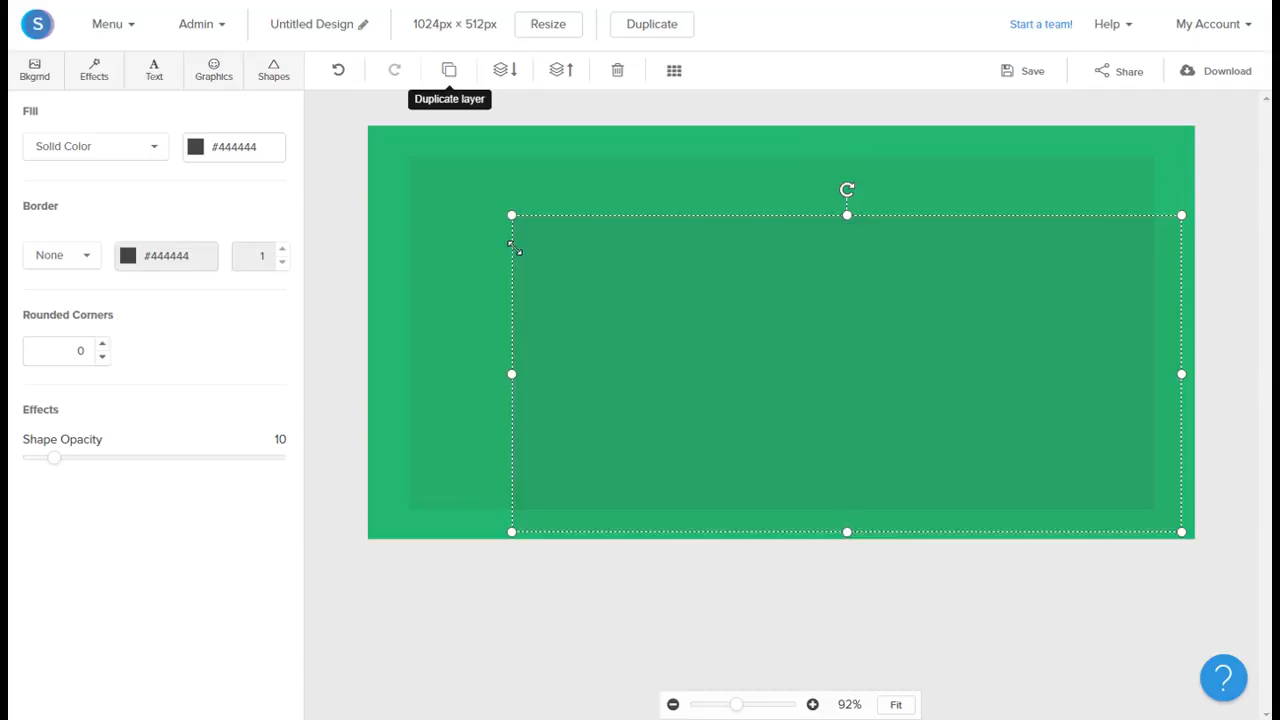 S Menu Admin Untitled Design 1024px × 512px Resize Duplicate Start a team! Help My Account
Bkgrnd Effects Text Graphics Shapes Save Share Download
Duplicate layer
Fill
Solid Color #444444
Border
None #444444 1
Rounded Corners
0
Effects
Shape Opacity 10
92% Fit
?